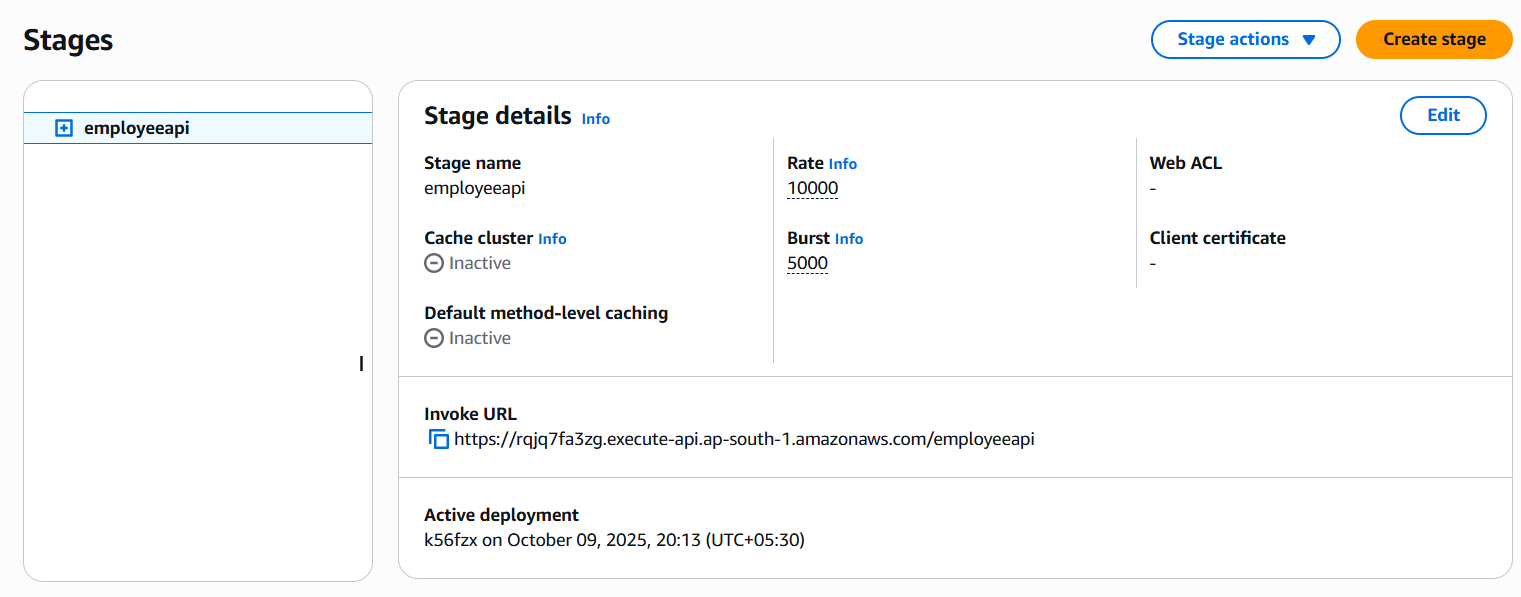 Stages
Stage actions
Create stage
employeeapi
Stage details Info
Edit
Stage name
employeeapi
Rate Info
10000
Web ACL
-
Cache cluster Info
Inactive
Burst Info
5000
Client certificate
-
Default method-level caching
Inactive
Invoke URL
https://rqjq7fa3zg.execute-api.ap-south-1.amazonaws.com/employeeapi
Active deployment
k56fzx on October 09, 2025, 20:13 (UTC+05:30)